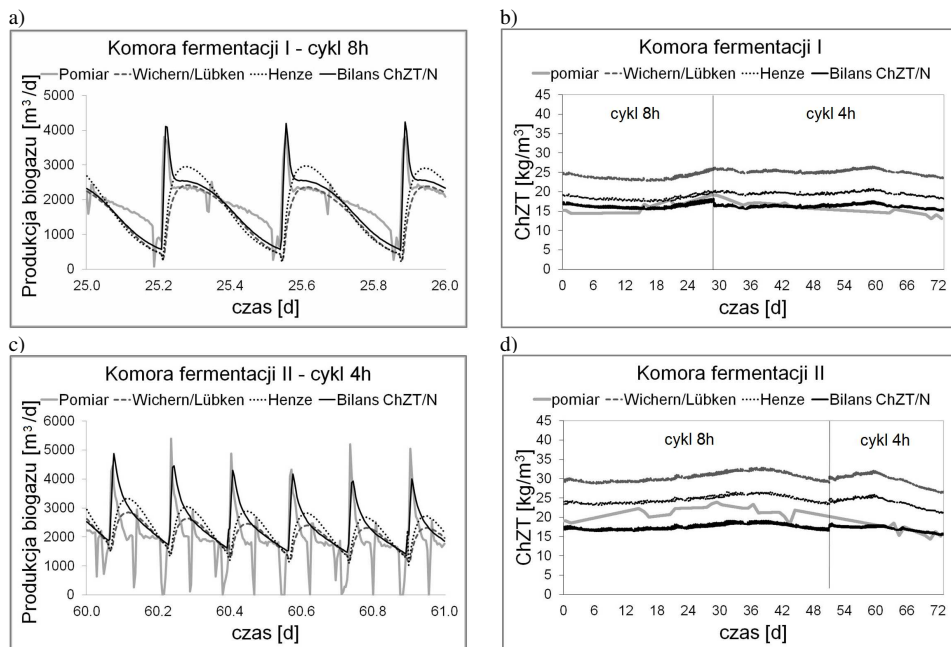 a)
Komora fermentacji I - cykl 8h
Pomiar Wichern/Lübken Henze Bilans ChZT/N
Produkcja biogazu [m³/d]
5000
4000
3000
2000
1000
0
25.0 25.2 25.4 25.6 25.8 26.0
czas [d]
b)
Komora fermentacji I
pomiar Wichern/Lübken Henze Bilans ChZT/N
ChZT [kg/m³]
45
40
35
30
25
20
15
10
5
0
cykl 8h cykl 4h
0 6 12 18 24 30 36 42 48 54 60 66 72
czas [d]
c)
Komora fermentacji II - cykl 4h
Pomiar Wichern/Lübken Henze Bilans ChZT/N
Produkcja biogazu [m³/d]
6000
5000
4000
3000
2000
1000
0
60.0 60.2 60.4 60.6 60.8 61.0
czas [d]
d)
Komora fermentacji II
pomiar Wichern/Lübken Henze Bilans ChZT/N
ChZT [kg/m³]
45
40
35
30
25
20
15
10
5
0
cykl 8h cykl 4h
0 6 12 18 24 30 36 42 48 54 60 66 72
czas [d]